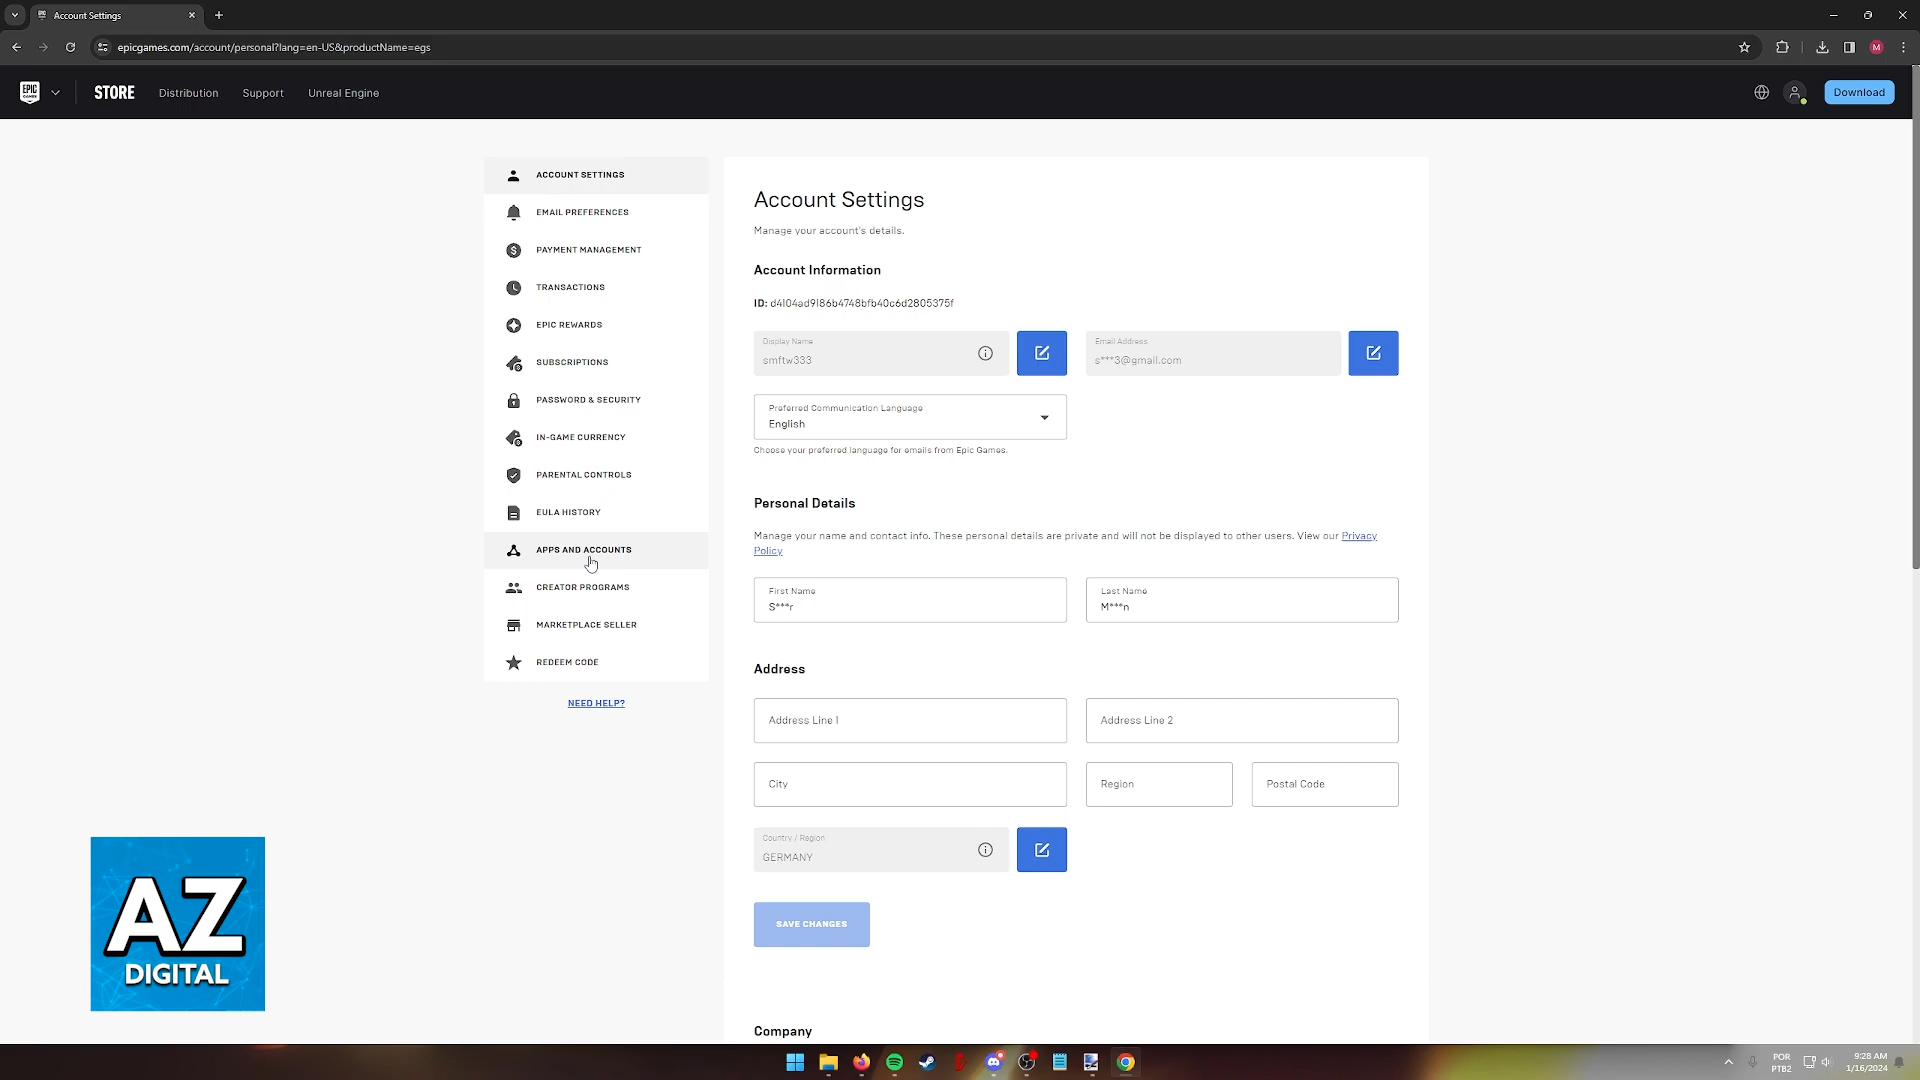 Account Settings
epicgames.com/account/personal?lang=en-US&productName=egs
M
EPIC GAMES
STORE
Distribution
Support
Unreal Engine
Download
ACCOUNT SETTINGS
EMAIL PREFERENCES
PAYMENT MANAGEMENT
TRANSACTIONS
EPIC REWARDS
SUBSCRIPTIONS
PASSWORD & SECURITY
IN-GAME CURRENCY
PARENTAL CONTROLS
EULA HISTORY
APPS AND ACCOUNTS
CREATOR PROGRAMS
MARKETPLACE SELLER
REDEEM CODE
NEED HELP?
Account Settings
Manage your account's details.
Account Information
ID: d4104ad9186b4748bfb40c6d2805375f
Display Name
smftw333
Email Address
s***3@gmail.com
Preferred Communication Language
English
Choose your preferred language for emails from Epic Games.
Personal Details
Manage your name and contact info. These personal details are private and will not be displayed to other users. View our Privacy
Policy
First Name
S***r
Last Name
M***n
Address
Address Line 1
Address Line 2
City
Region
Postal Code
Country / Region
GERMANY
SAVE CHANGES
Company
AZ
DIGITAL
POR
PTB2
9:28 AM
1/16/2024